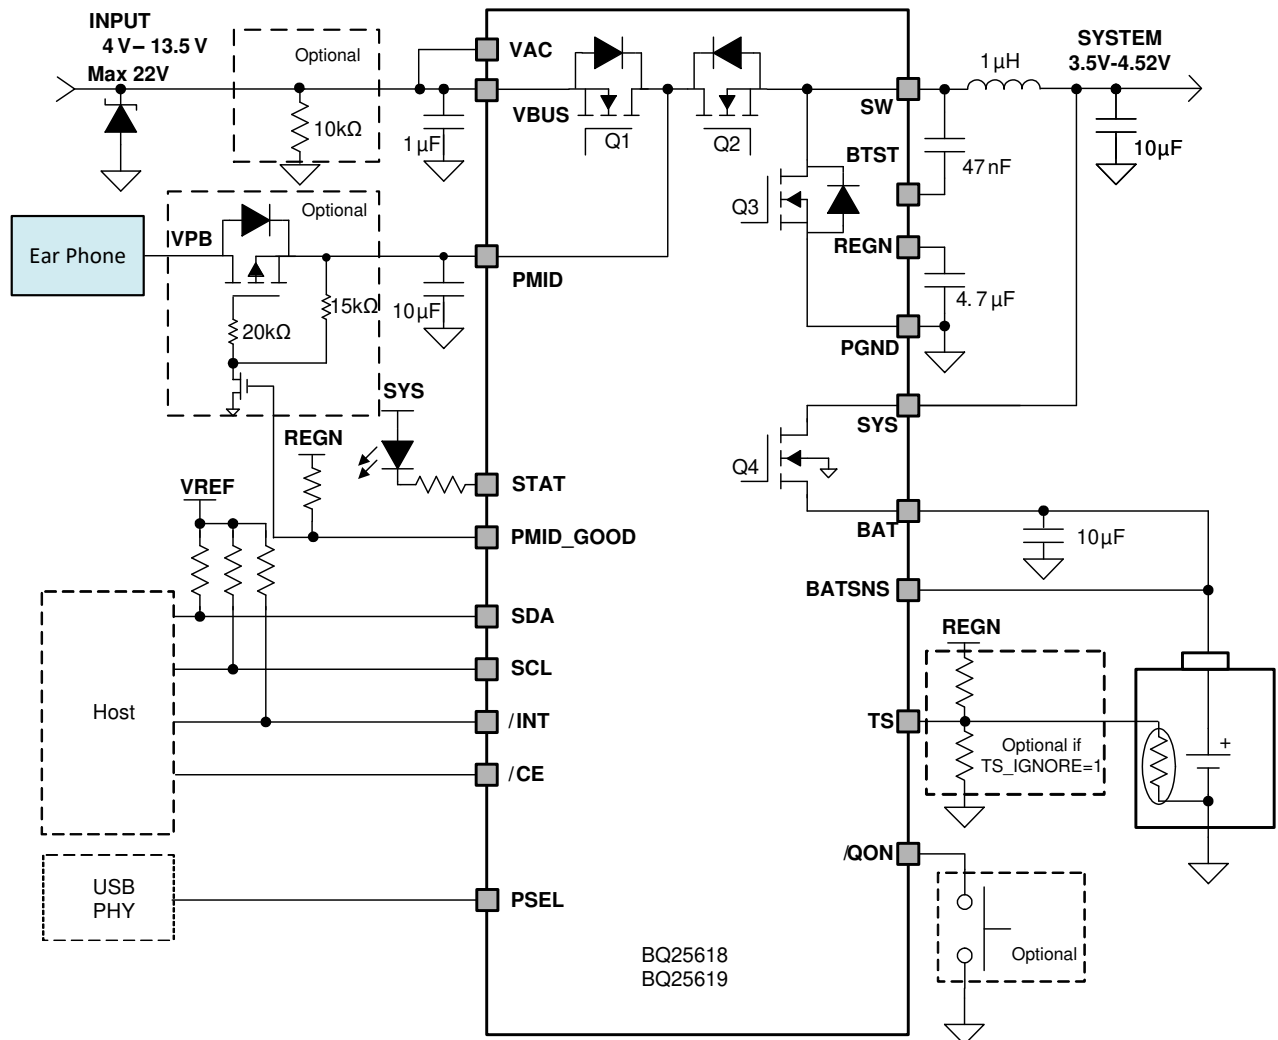 INPUT
4 V – 13.5 V
Max 22V
Optional
10kΩ
1 µF
VAC
VBUS
Q1
Q2
SW
1 µH
SYSTEM
3.5V-4.52V
10µF
BTST
47 nF
Q3
REGN
4. 7 µF
PGND
Ear Phone
VPB
Optional
15kΩ
20kΩ
10µF
PMID
SYS
SYS
REGN
STAT
Q4
VREF
PMID_GOOD
BAT
10µF
BATSNS
SDA
SCL
Host
/INT
/CE
REGN
TS
Optional if
TS_IGNORE=1
+
/QON
Optional
USB
PHY
PSEL
BQ25618
BQ25619